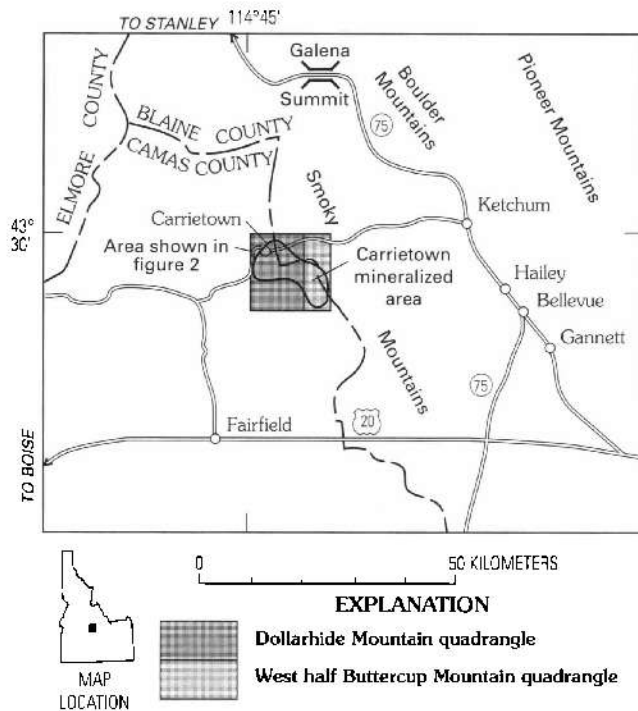 TO STANLEY
114°45'
Galena
Summit
Boulder
Mountains
Pioneer Mountains
75
ELMORE COUNTY
BLAINE COUNTY
CAMAS COUNTY
43°
30'
Smoky
Mountains
Carrietown
Area shown in
figure 2
Carrietown
mineralized
area
Ketchum
Hailey
Bellevue
Gannett
75
20
Fairfield
TO BOISE
0
50 KILOMETERS
EXPLANATION
Dollarhide Mountain quadrangle
West half Buttercup Mountain quadrangle
MAP
LOCATION